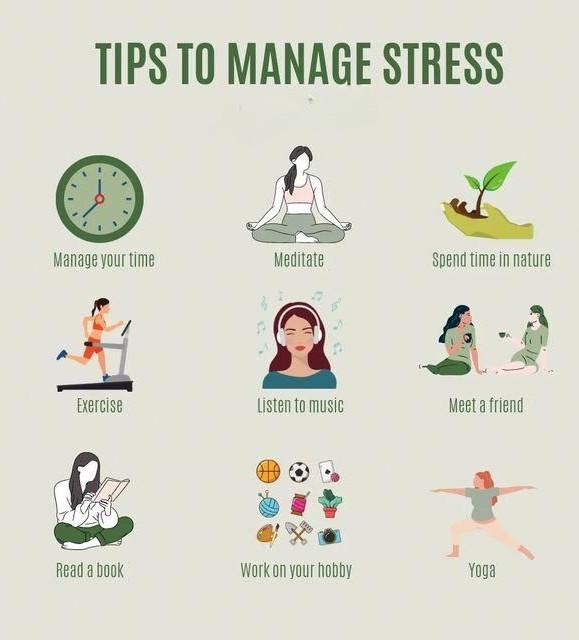 TIPS TO MANAGE STRESS
Manage your time
Meditate
Spend time in nature
Exercise
Listen to music
Meet a friend
Read a book
Work on your hobby
Yoga